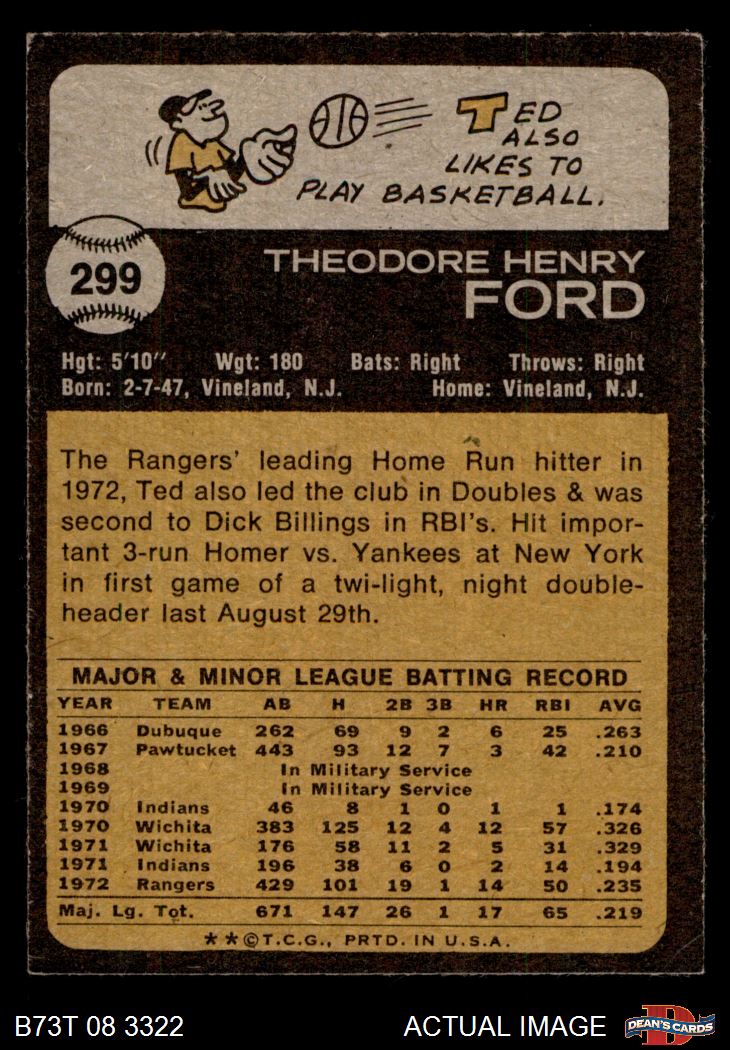 TED
ALSO
LIKES TO
PLAY BASKETBALL.
299
THEODORE HENRY
FORD
Hgt: 5'10" Wgt: 180 Bats: Right Throws: Right
Born: 2-7-47, Vineland, N.J. Home: Vineland, N.J.
The Rangers' leading Home Run hitter in
1972, Ted also led the club in Doubles & was
second to Dick Billings in RBI's. Hit impor-
tant 3-run Homer vs. Yankees at New York
in first game of a twi-light, night double-
header last August 29th.
MAJOR & MINOR LEAGUE BATTING RECORD
YEAR TEAM AB H 2B 3B HR RBI AVG
1966 Dubuque 262 69 9 2 6 25 .263
1967 Pawtucket 443 93 12 7 3 42 .210
1968 In Military Service
1969 In Military Service
1970 Indians 46 8 1 0 1 1 .174
1970 Wichita 383 125 12 4 12 57 .326
1971 Wichita 176 58 11 2 5 31 .329
1971 Indians 196 38 6 0 2 14 .194
1972 Rangers 429 101 19 1 14 50 .235
Maj. Lg. Tot. 671 147 26 1 17 65 .219
**©T.C.G., PRTD. IN U.S.A.
B73T 08 3322 ACTUAL IMAGE
D
DEAN'S CARDS